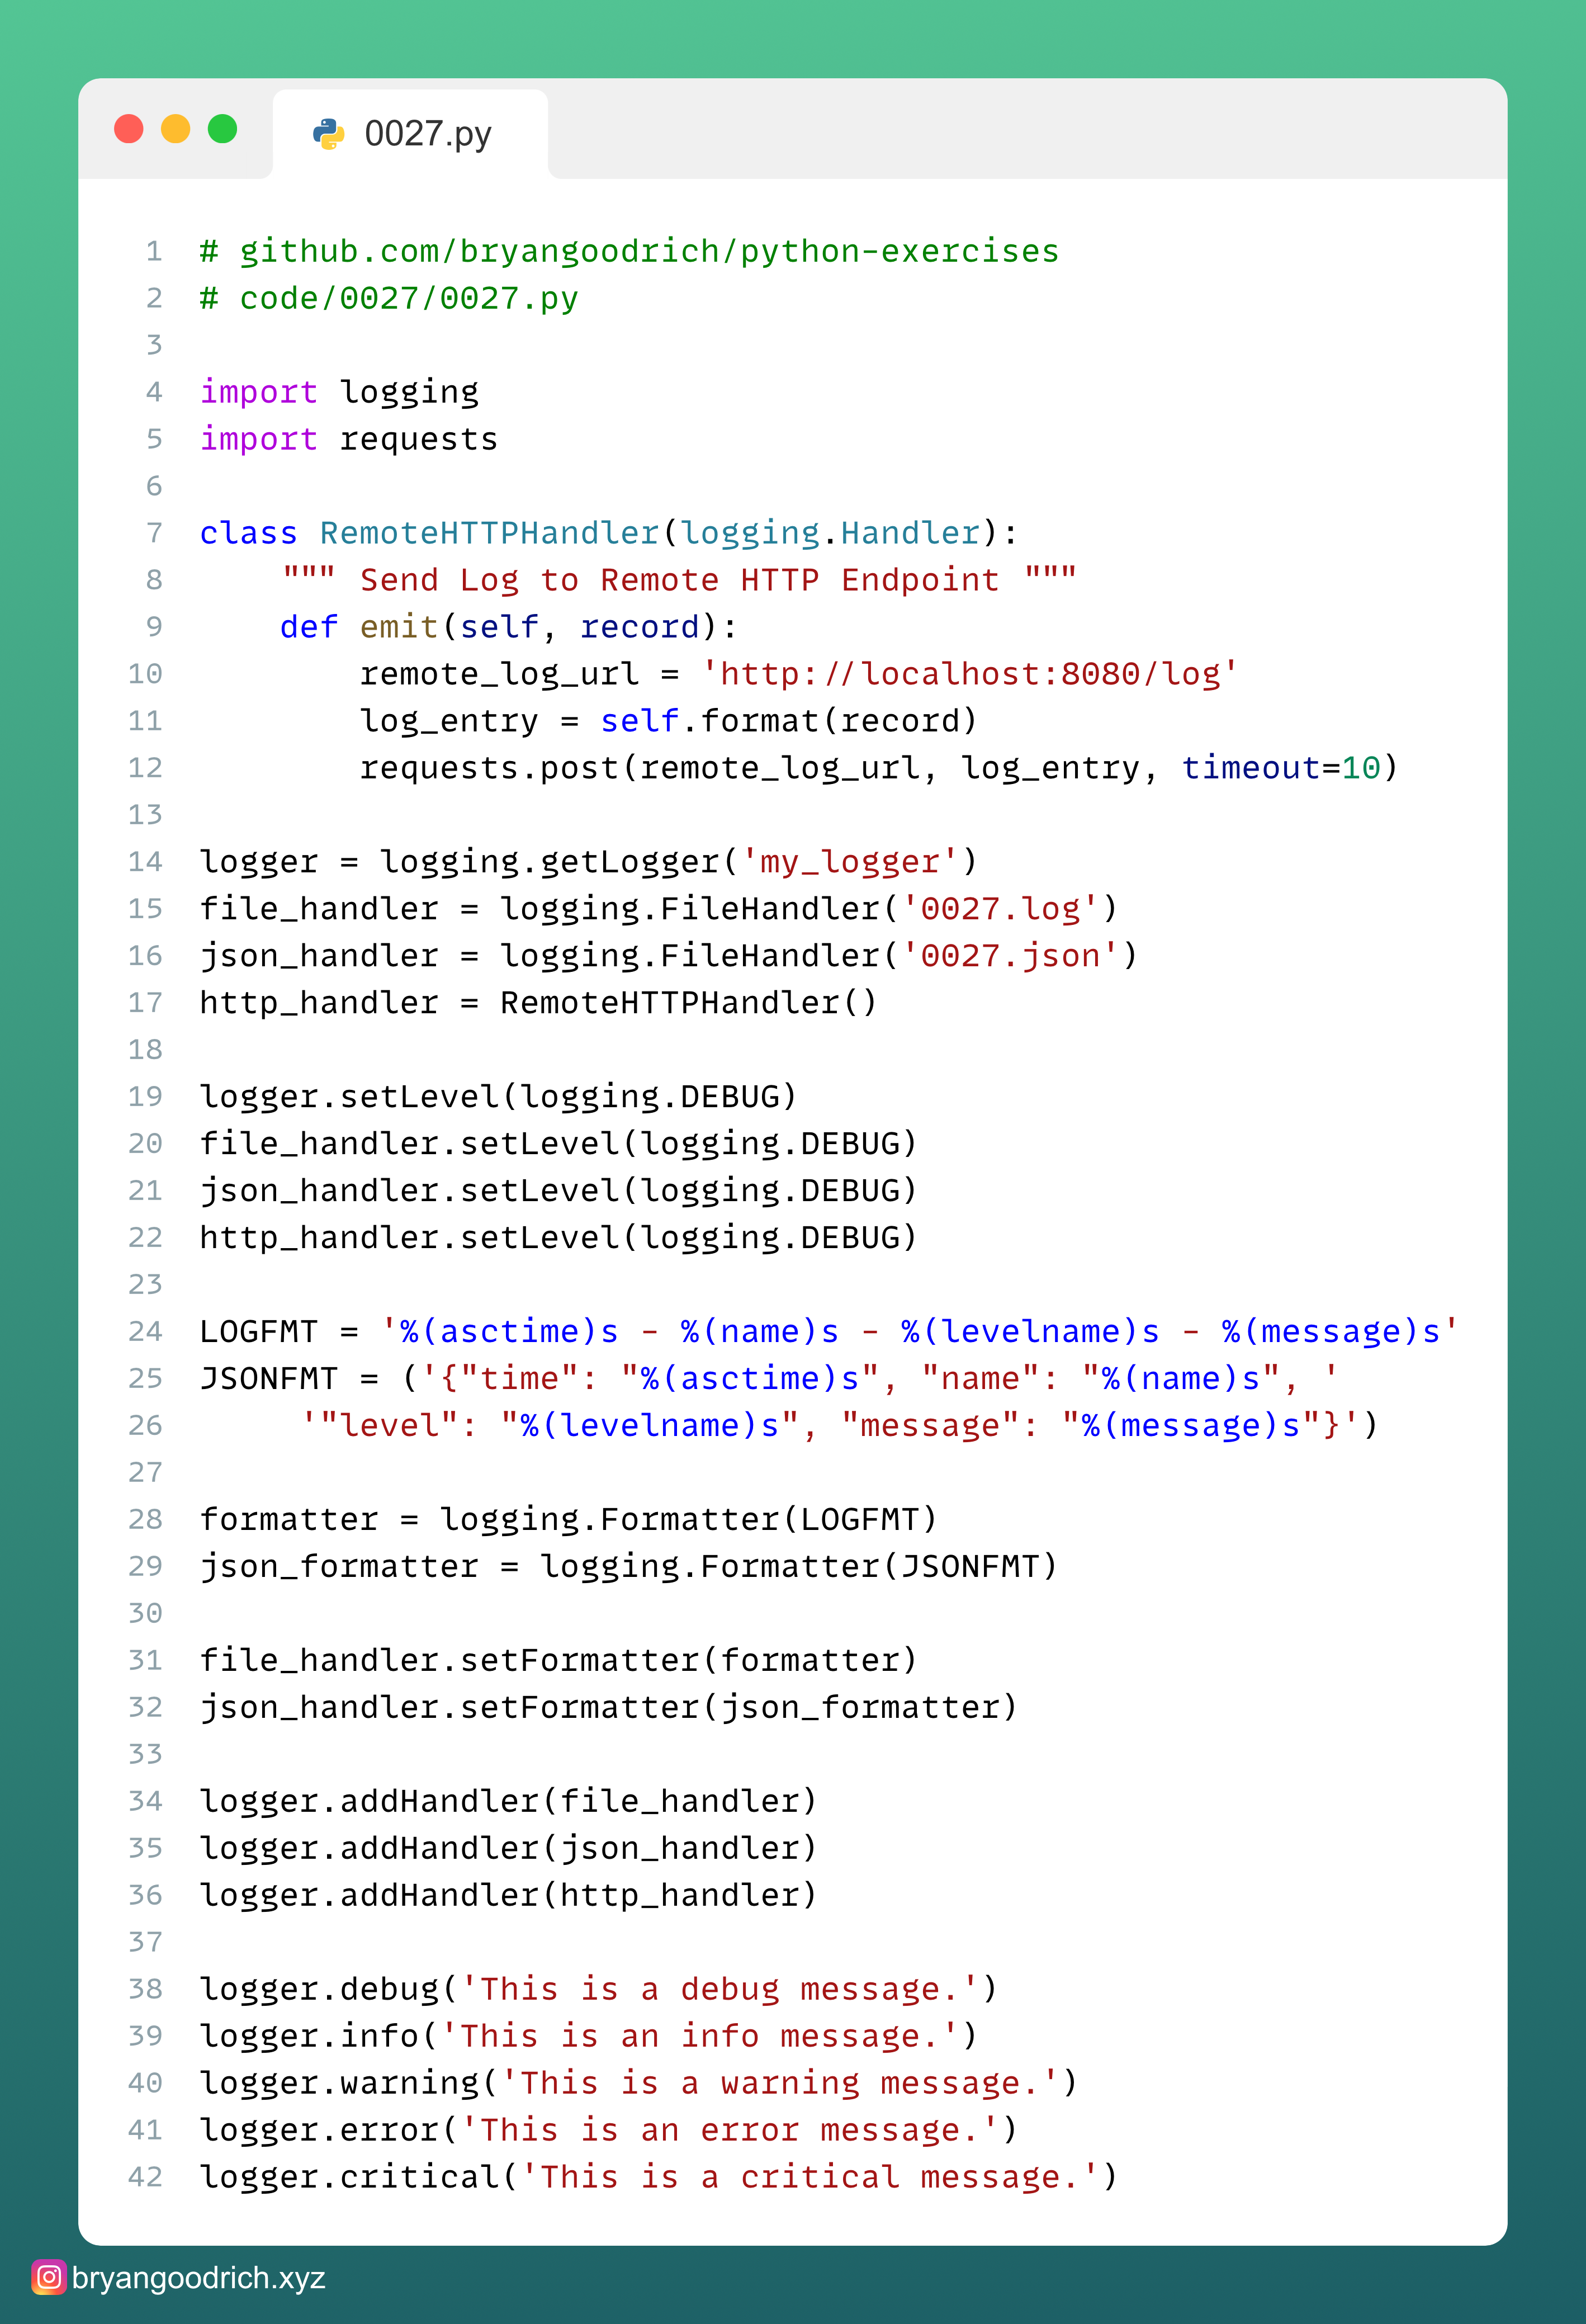 0027.py
1 # github.com/bryangoodrich/python-exercises
2 # code/0027/0027.py
3
4 import logging
5 import requests
6
7 class RemoteHTTPHandler(logging.Handler):
8     """ Send Log to Remote HTTP Endpoint """
9     def emit(self, record):
10         remote_log_url = 'http://localhost:8080/log'
11         log_entry = self.format(record)
12         requests.post(remote_log_url, log_entry, timeout=10)
13
14 logger = logging.getLogger('my_logger')
15 file_handler = logging.FileHandler('0027.log')
16 json_handler = logging.FileHandler('0027.json')
17 http_handler = RemoteHTTPHandler()
18
19 logger.setLevel(logging.DEBUG)
20 file_handler.setLevel(logging.DEBUG)
21 json_handler.setLevel(logging.DEBUG)
22 http_handler.setLevel(logging.DEBUG)
23
24 LOGFMT = '%(asctime)s - %(name)s - %(levelname)s - %(message)s'
25 JSONFMT = ('{"time": "%(asctime)s", "name": "%(name)s", '
26      '"level": "%(levelname)s", "message": "%(message)s"}')
27
28 formatter = logging.Formatter(LOGFMT)
29 json_formatter = logging.Formatter(JSONFMT)
30
31 file_handler.setFormatter(formatter)
32 json_handler.setFormatter(json_formatter)
33
34 logger.addHandler(file_handler)
35 logger.addHandler(json_handler)
36 logger.addHandler(http_handler)
37
38 logger.debug('This is a debug message.')
39 logger.info('This is an info message.')
40 logger.warning('This is a warning message.')
41 logger.error('This is an error message.')
42 logger.critical('This is a critical message.')
bryangoodrich.xyz